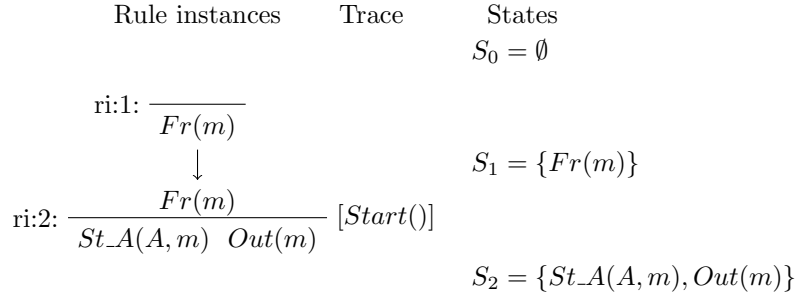 Rule instances Trace States
S_0 = ∅
ri:1:
Fr(m)
S_1 = {Fr(m)}
Fr(m)
ri:2: [Start()]
St_A(A, m) Out(m)
S_2 = {St_A(A, m), Out(m)}